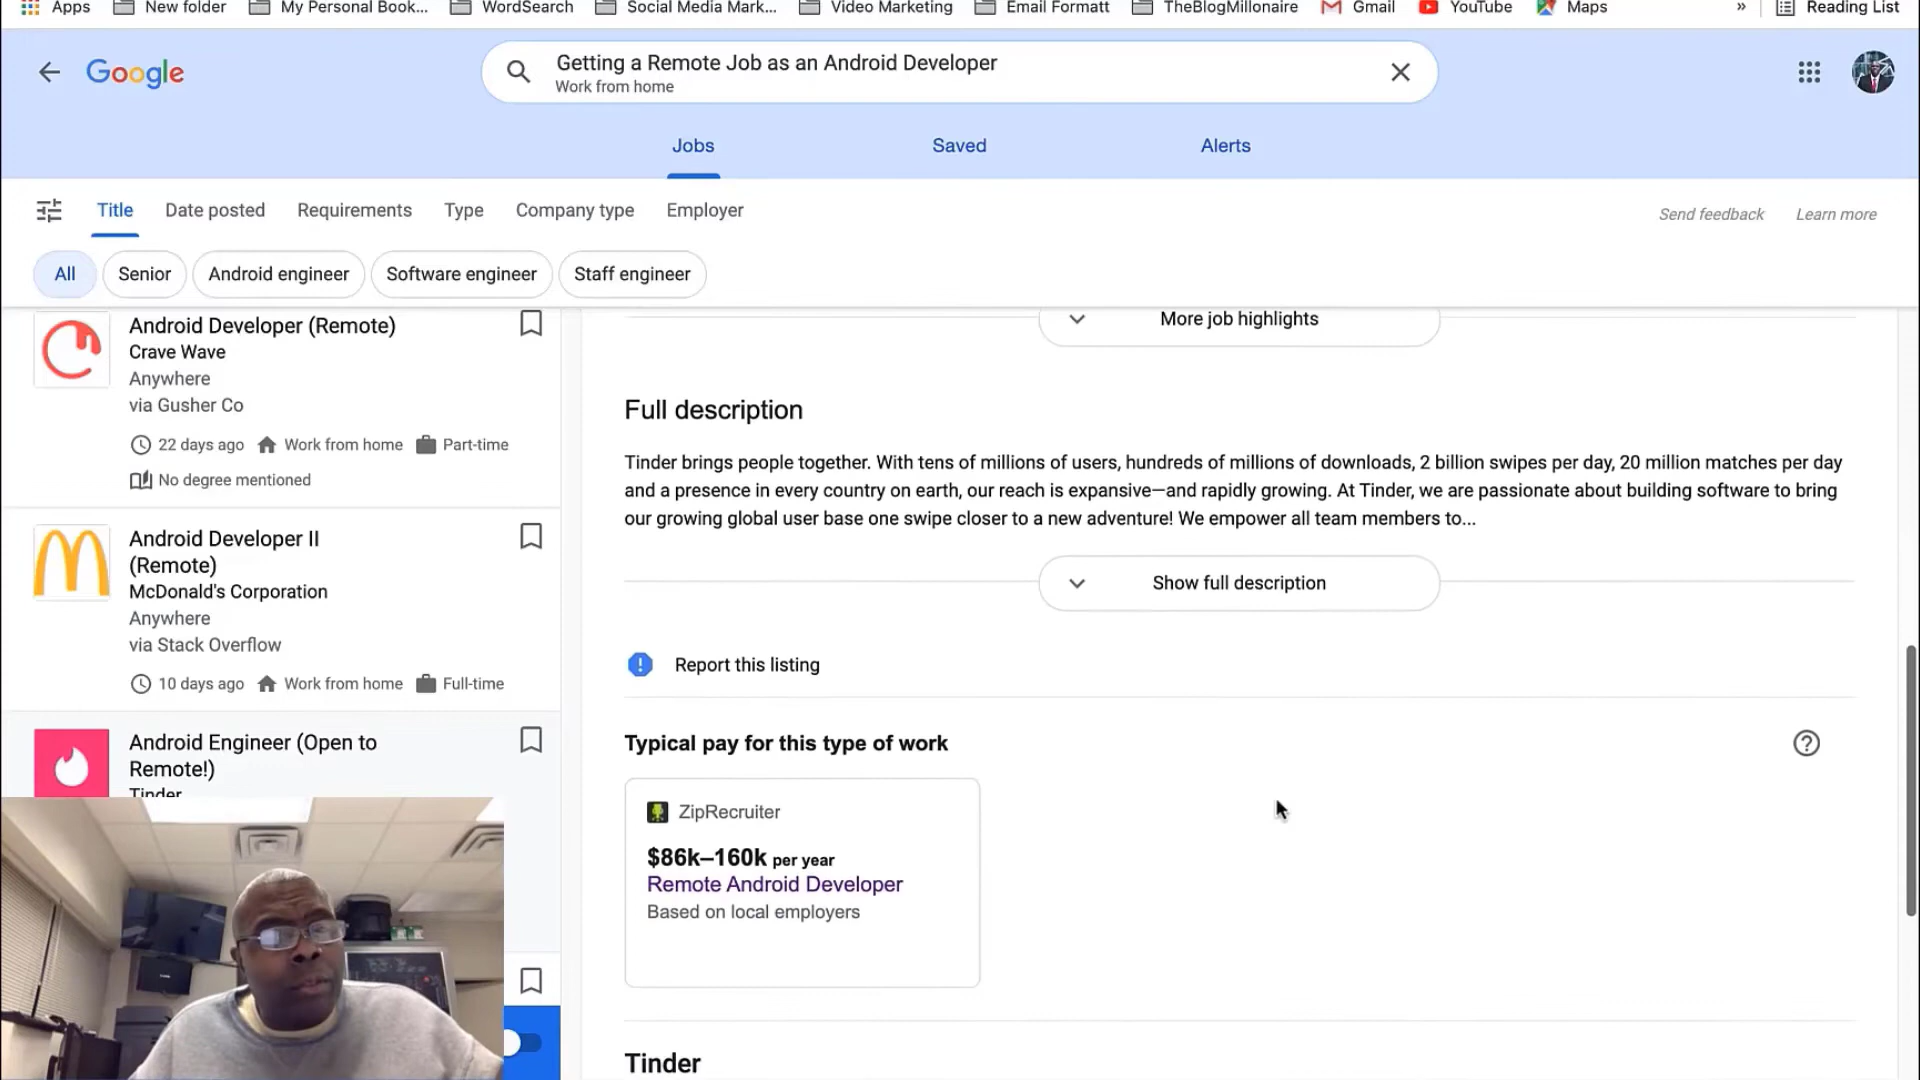 Apps New folder My Personal Book... WordSearch Social Media Mark... Video Marketing Email Formatt TheBlogMillionaire Gmail YouTube Maps » Reading List
Google
Getting a Remote Job as an Android Developer
Work from home
Jobs Saved Alerts
Title Date posted Requirements Type Company type Employer
Send feedback Learn more
All Senior Android engineer Software engineer Staff engineer
Android Developer (Remote)
Crave Wave
Anywhere
via Gusher Co
22 days ago Work from home Part-time
No degree mentioned
Android Developer II
(Remote)
McDonald's Corporation
Anywhere
via Stack Overflow
10 days ago Work from home Full-time
Android Engineer (Open to
Remote!)
Tinder
More job highlights
Full description
Tinder brings people together. With tens of millions of users, hundreds of millions of downloads, 2 billion swipes per day, 20 million matches per day
and a presence in every country on earth, our reach is expansive—and rapidly growing. At Tinder, we are passionate about building software to bring
our growing global user base one swipe closer to a new adventure! We empower all team members to...
Show full description
Report this listing
Typical pay for this type of work
ZipRecruiter
$86k–160k per year
Remote Android Developer
Based on local employers
Tinder